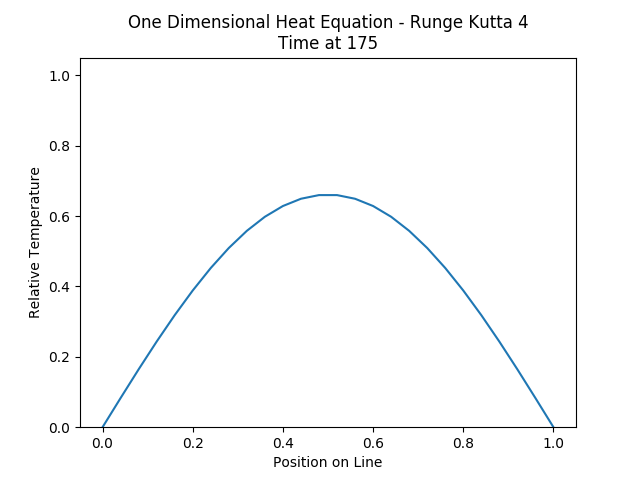 One Dimensional Heat Equation - Runge Kutta 4
Time at 175
1.0
0.8
0.6
0.4
0.2
0.0
Relative Temperature
0.0 0.2 0.4 0.6 0.8 1.0
Position on Line